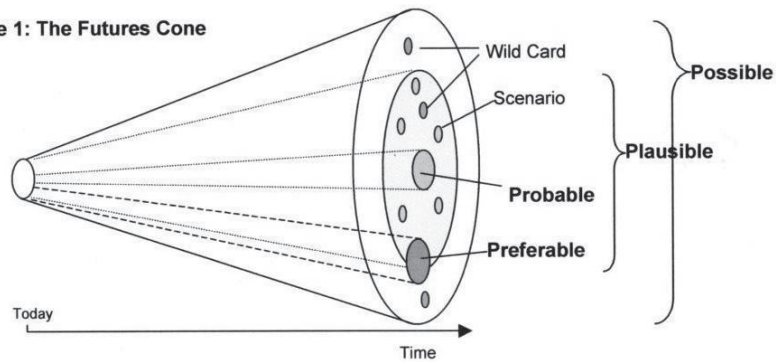 e 1: The Futures Cone
Wild Card
Possible
Scenario
Plausible
Probable
Preferable
Today
Time